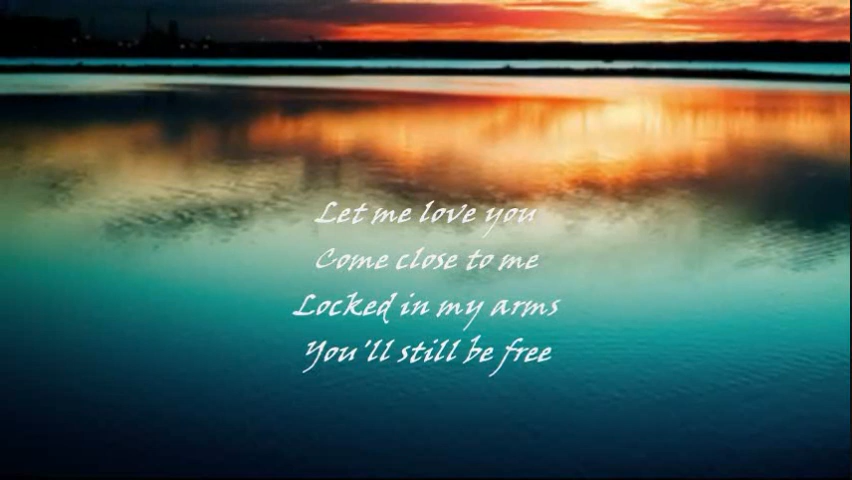 Let me love you
Come close to me
Locked in my arms
You'll still be free